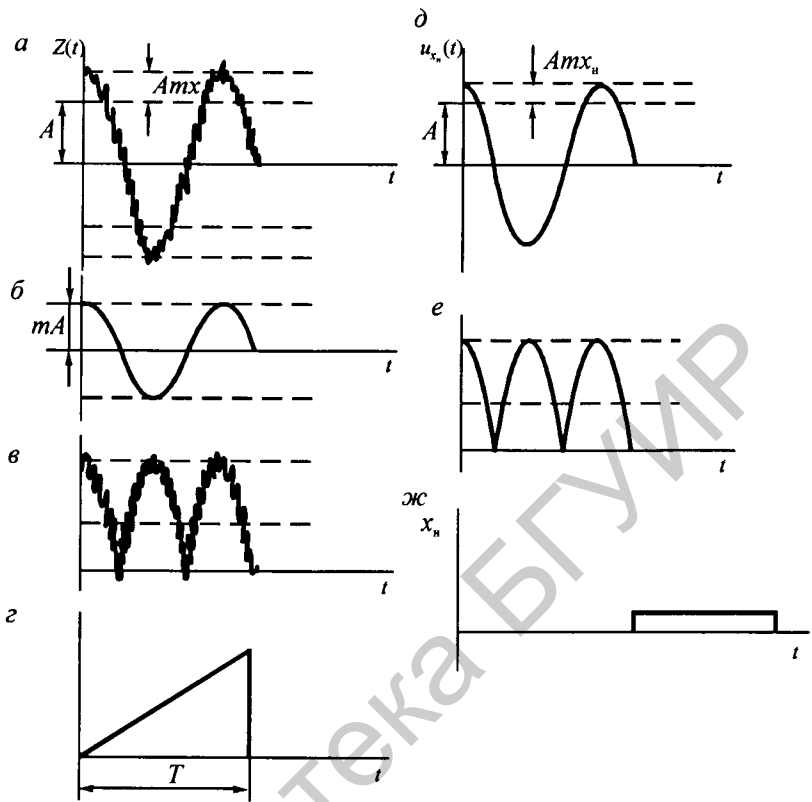 а
Z(t)
Amx
A
t
б
mA
t
в
t
г
T
t
д
u_{x_н}(t)
Amx_н
A
t
е
t
ж
x_н
t
тека БГУИР